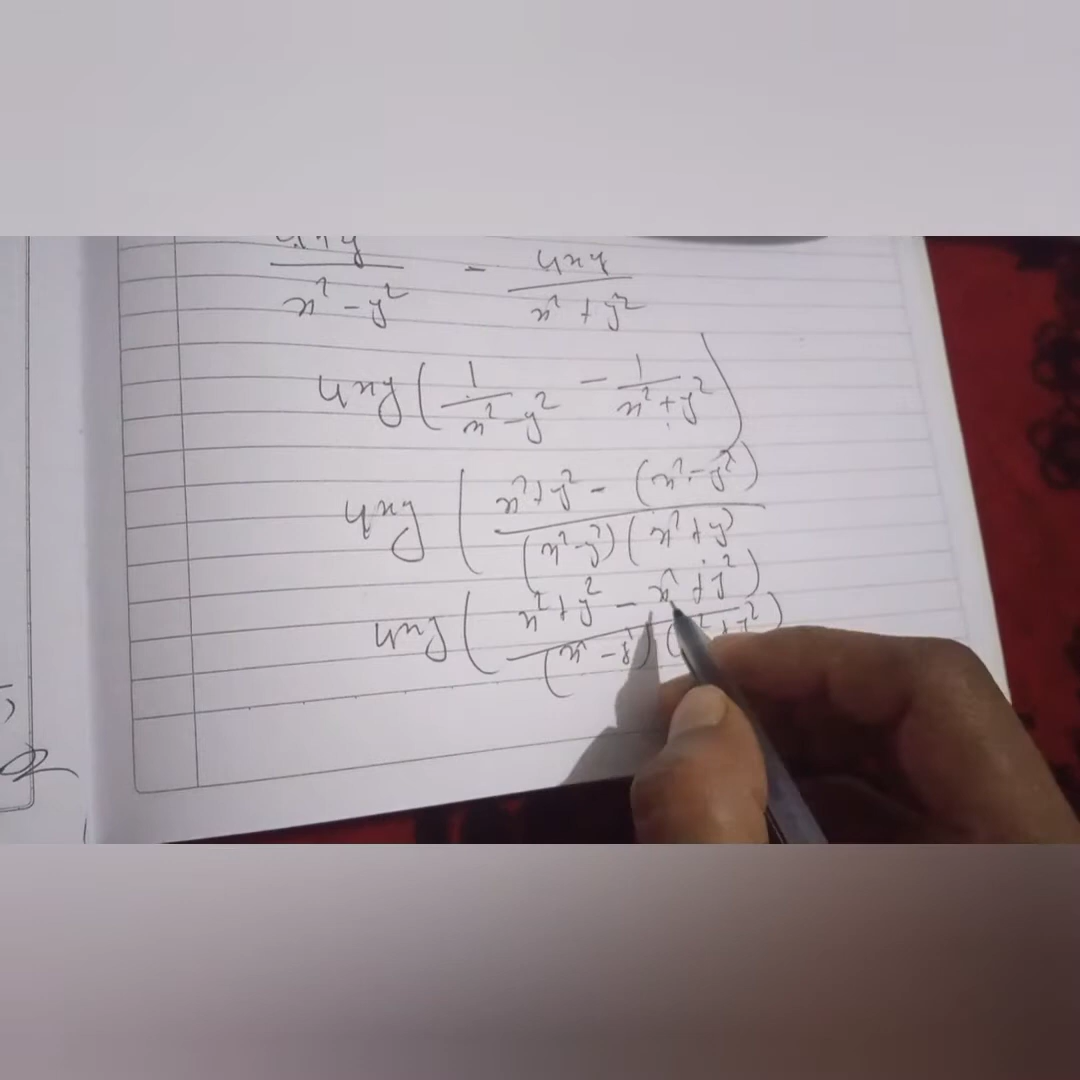 4xy / x² - y² - 4xy / x² + y²
4xy ( 1 / x² - y² - 1 / x² + y² )
4xy ( x² + y² - (x² - y²) / (x² - y²) ( x² + y²
4xy ( x² + y² - x² + y² ) / (x² - y²) (x² + y²)